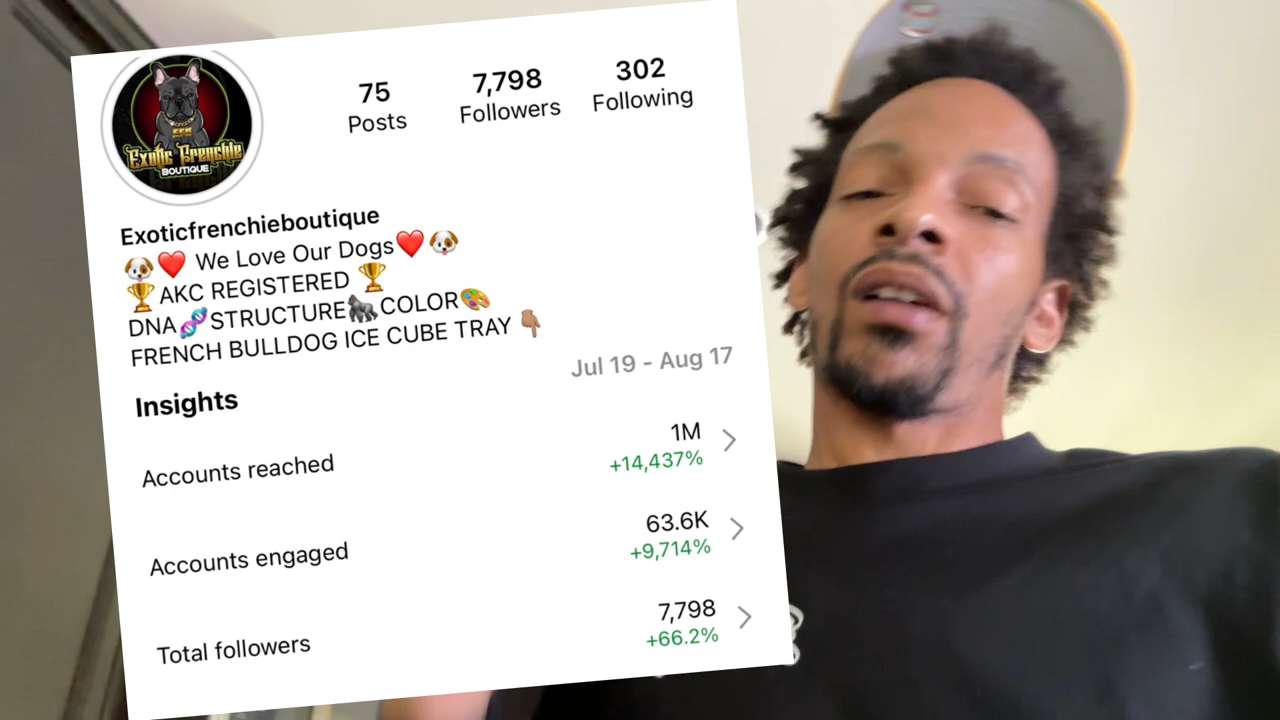 EFB
Exotic Frenchie
BOUTIQUE
75
Posts
7,798
Followers
302
Following
Exoticfrenchieboutique
🐶❤️ We Love Our Dogs❤️🐶
🏆AKC REGISTERED 🏆
DNA🧬STRUCTURE🦍COLOR🎨
FRENCH BULLDOG ICE CUBE TRAY 👇🏽
Jul 19 - Aug 17
Insights
Accounts reached
1M
+14,437%
Accounts engaged
63.6K
+9,714%
Total followers
7,798
+66.2%